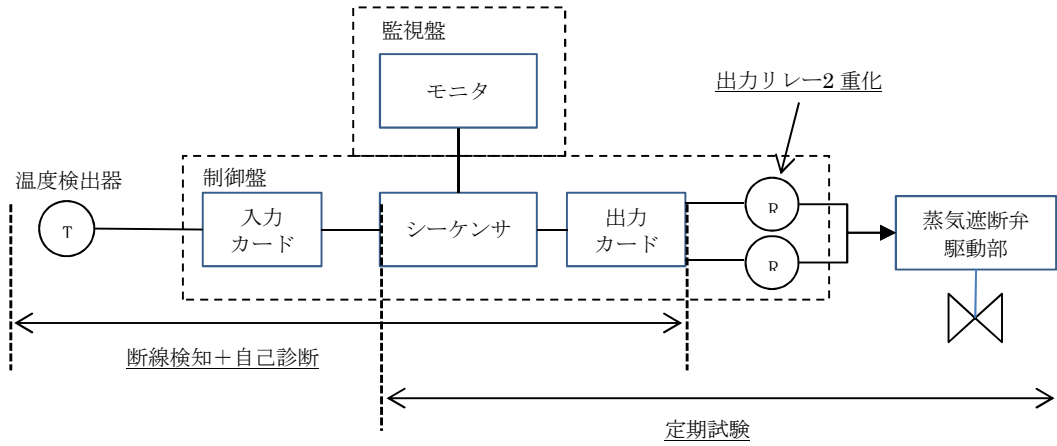 監視盤
モニタ
出力リレー2 重化
温度検出器
制御盤
T
入力
カード
シーケンサ
出力
カード
R
R
蒸気遮断弁
駆動部
断線検知+自己診断
定期試験